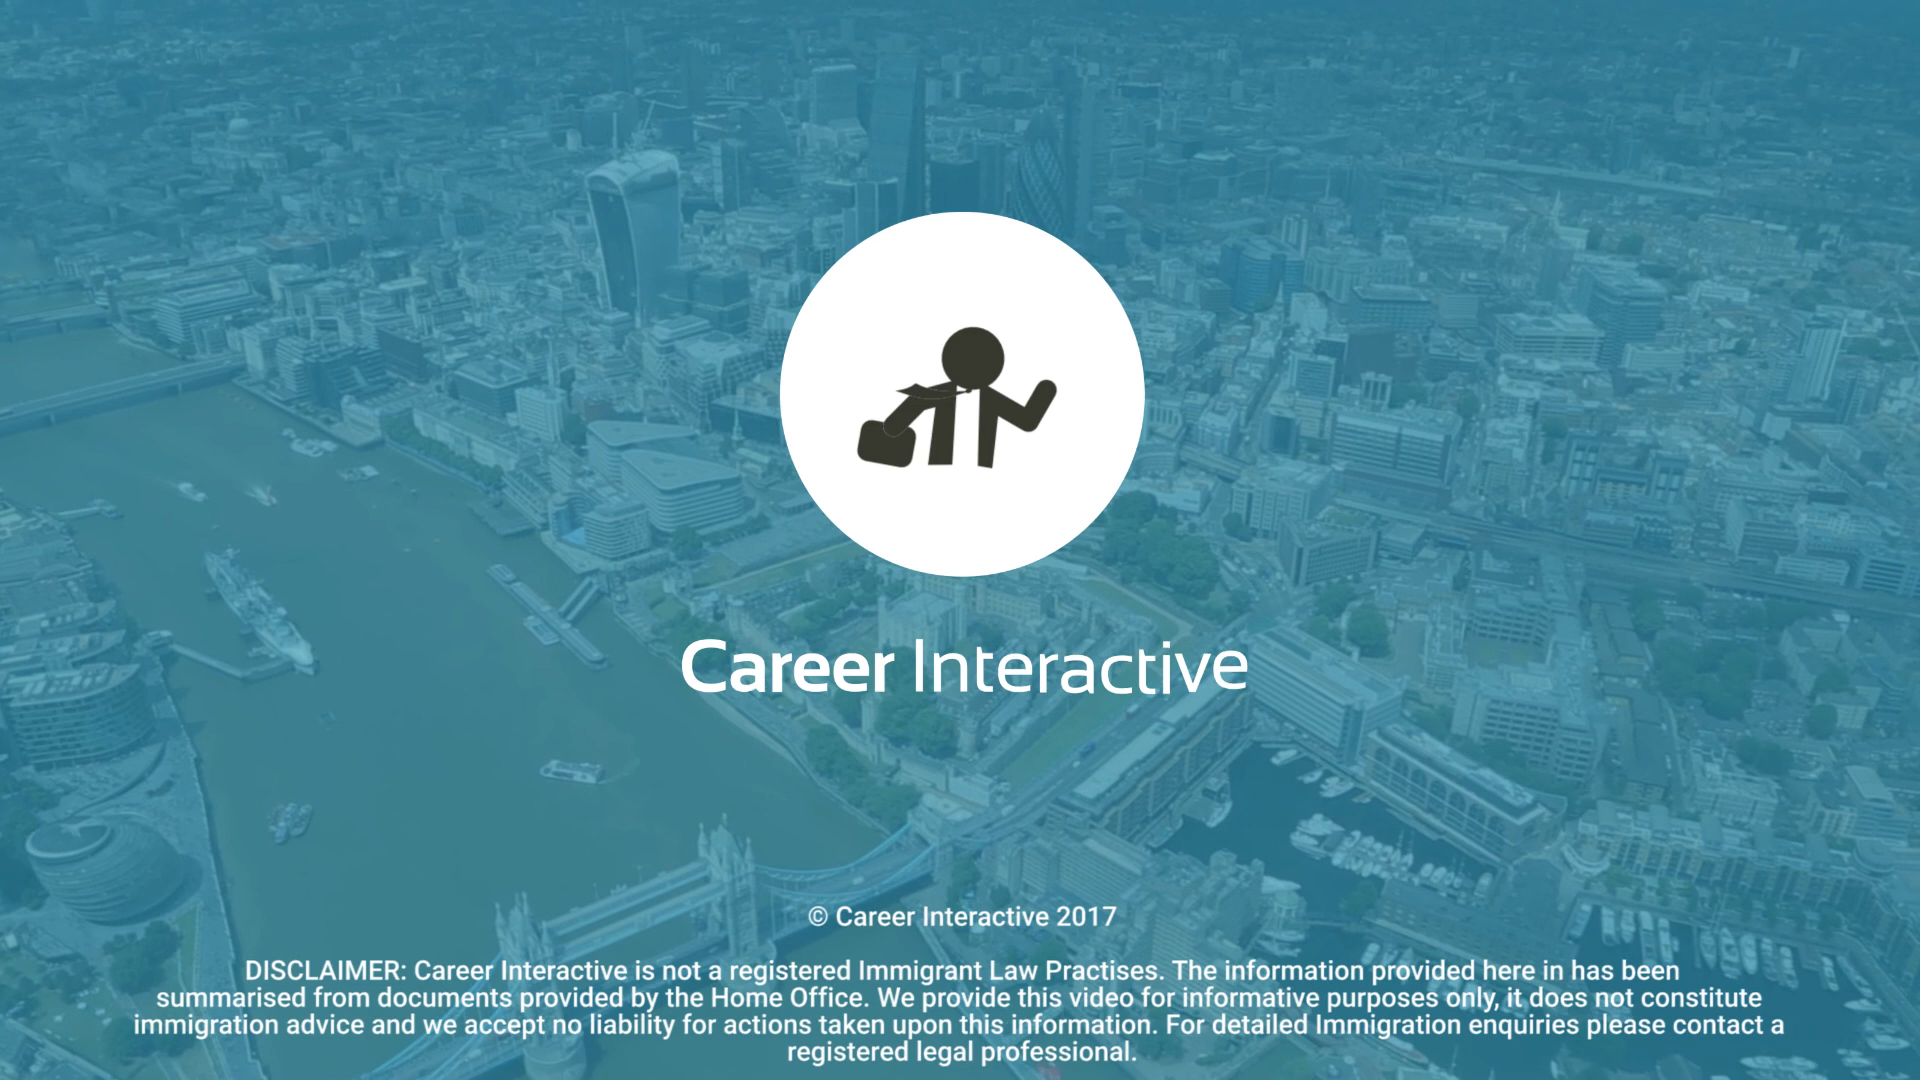 Career Interactive
© Career Interactive 2017
DISCLAIMER: Career Interactive is not a registered Immigrant Law Practises. The information provided here in has been
summarised from documents provided by the Home Office. We provide this video for informative purposes only, it does not constitute
immigration advice and we accept no liability for actions taken upon this information. For detailed Immigration enquiries please contact a
registered legal professional.